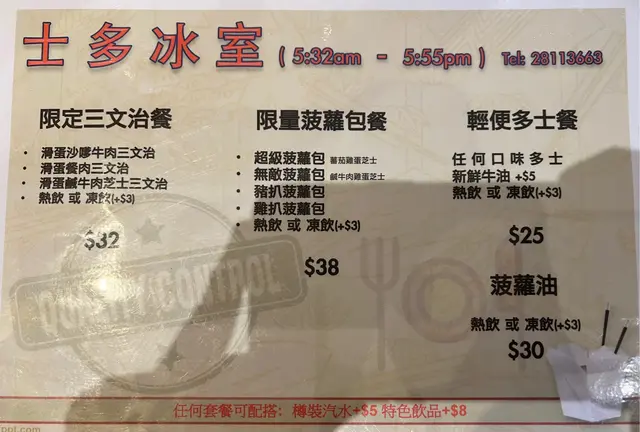 士多冰室 ( 5:32am - 5:55pm ) Tel: 28113663
限定三文治餐
• 滑蛋沙嗲牛肉三文治
• 滑蛋餐肉三文治
• 滑蛋鹹牛肉芝士三文治
• 熱飲 或 凍飲(+$3)
$32
限量菠蘿包餐
• 超級菠蘿包 蕃茄雞蛋芝士
• 無敵菠蘿包 鹹牛肉雞蛋芝士
• 豬扒菠蘿包
• 雞扒菠蘿包
• 熱飲 或 凍飲(+$3)
$38
輕便多士餐
任何口味多士
新鮮牛油 +$5
熱飲 或 凍飲(+$3)
$25
菠蘿油
熱飲 或 凍飲(+$3)
$30
QUALITY CONTROL
任何套餐可配搭: 樽裝汽水+$5 特色飲品+$8